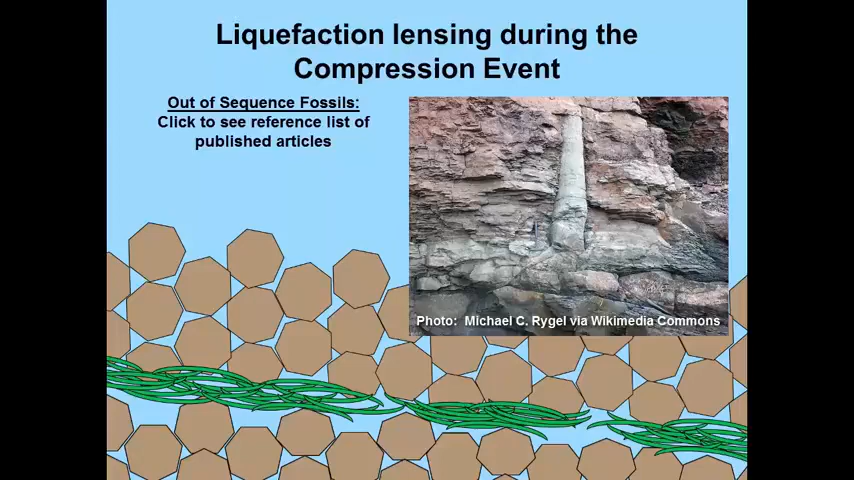 Liquefaction lensing during the
Compression Event
Out of Sequence Fossils:
Click to see reference list of
published articles
Photo:  Michael C. Rygel via Wikimedia Commons